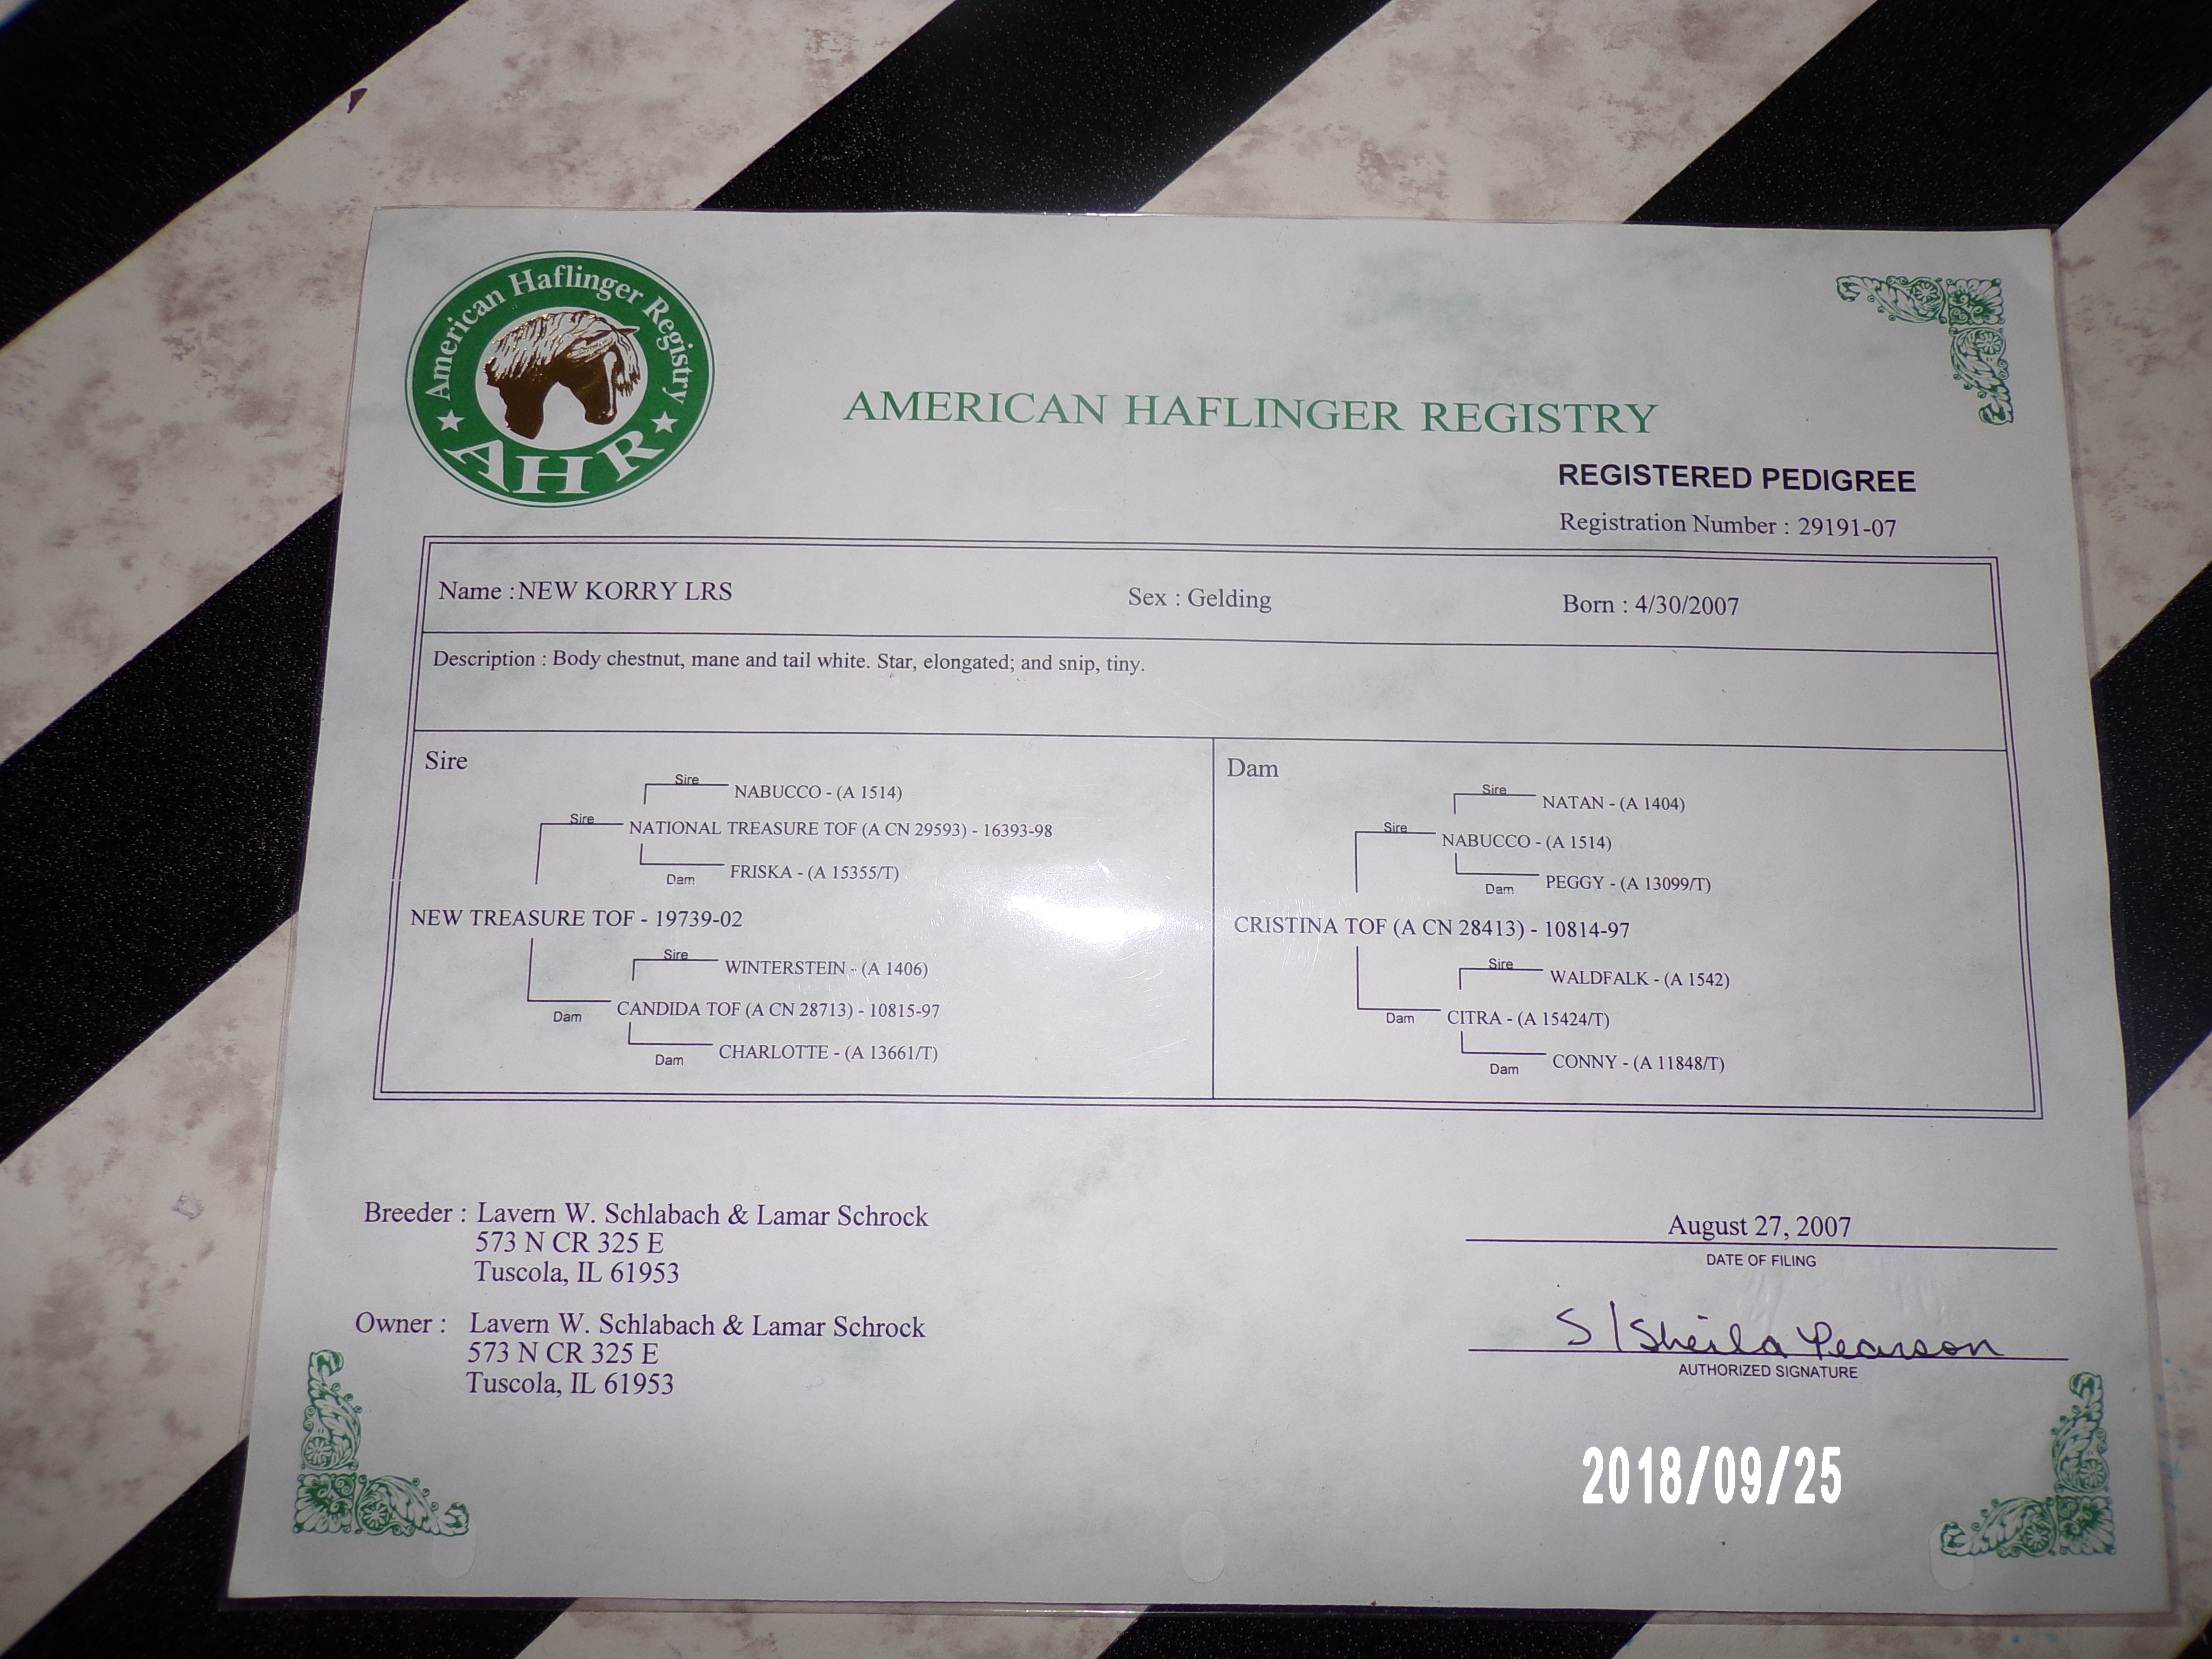 American Haflinger Registry
AHR
AMERICAN HAFLINGER REGISTRY
REGISTERED PEDIGREE
Registration Number : 29191-07
Name : NEW KORRY LRS Sex : Gelding Born : 4/30/2007
Description : Body chestnut, mane and tail white. Star, elongated; and snip, tiny.
Sire
Sire NABUCCO - (A 1514)
Sire NATIONAL TREASURE TOF (A CN 29593) - 16393-98
Dam FRISKA - (A 15355/T)
NEW TREASURE TOF - 19739-02
Sire WINTERSTEIN - (A 1406)
Dam CANDIDA TOF (A CN 28713) - 10815-97
Dam CHARLOTTE - (A 13661/T)
Dam
Sire NATAN - (A 1404)
Sire NABUCCO - (A 1514)
Dam PEGGY - (A 13099/T)
CRISTINA TOF (A CN 28413) - 10814-97
Sire WALDFALK - (A 1542)
Dam CITRA - (A 15424/T)
Dam CONNY - (A 11848/T)
Breeder : Lavern W. Schlabach & Lamar Schrock
573 N CR 325 E
Tuscola, IL 61953
Owner : Lavern W. Schlabach & Lamar Schrock
573 N CR 325 E
Tuscola, IL 61953
August 27, 2007
DATE OF FILING
S/Sheila Pearson
AUTHORIZED SIGNATURE
2018/09/25